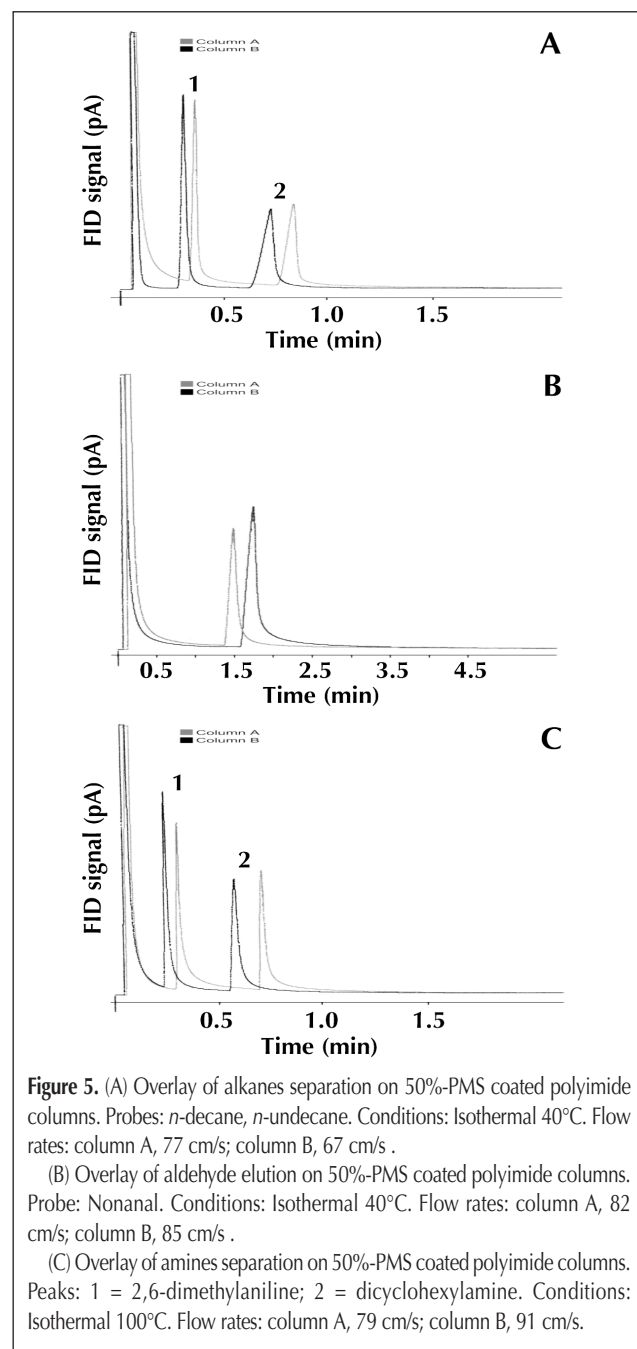 Column A
Column B
A
1
2
FID signal (pA)
0.5 1.0 1.5
Time (min)
Column A
Column B
B
FID signal (pA)
0.5 1.5 2.5 3.5 4.5
Time (min)
Column A
Column B
C
1
2
FID signal (pA)
0.5 1.0 1.5
Time (min)
Figure 5. (A) Overlay of alkanes separation on 50%-PMS coated polyimide
columns. Probes: n-decane, n-undecane. Conditions: Isothermal 40°C. Flow
rates: column A, 77 cm/s; column B, 67 cm/s .
(B) Overlay of aldehyde elution on 50%-PMS coated polyimide columns.
Probe: Nonanal. Conditions: Isothermal 40°C. Flow rates: column A, 82
cm/s; column B, 85 cm/s .
(C) Overlay of amines separation on 50%-PMS coated polyimide columns.
Peaks: 1 = 2,6-dimethylaniline; 2 = dicyclohexylamine. Conditions:
Isothermal 100°C. Flow rates: column A, 79 cm/s; column B, 91 cm/s.